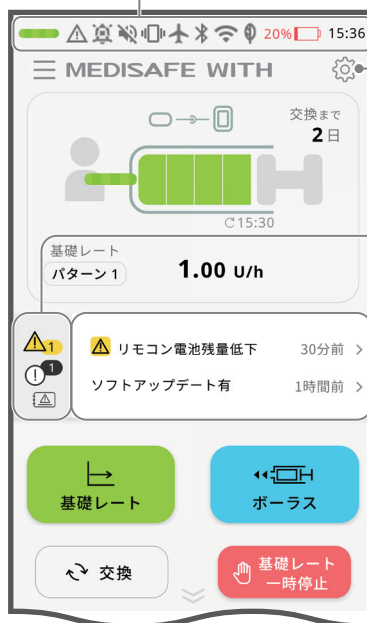 20% 15:36
MEDISAFE WITH
交換まで
2日
15:30
基礎レート
パターン 1
1.00 U/h
1
1
リモコン電池残量低下 30分前
ソフトアップデート有 1時間前
基礎レート
ボーラス
交換
基礎レート
一時停止